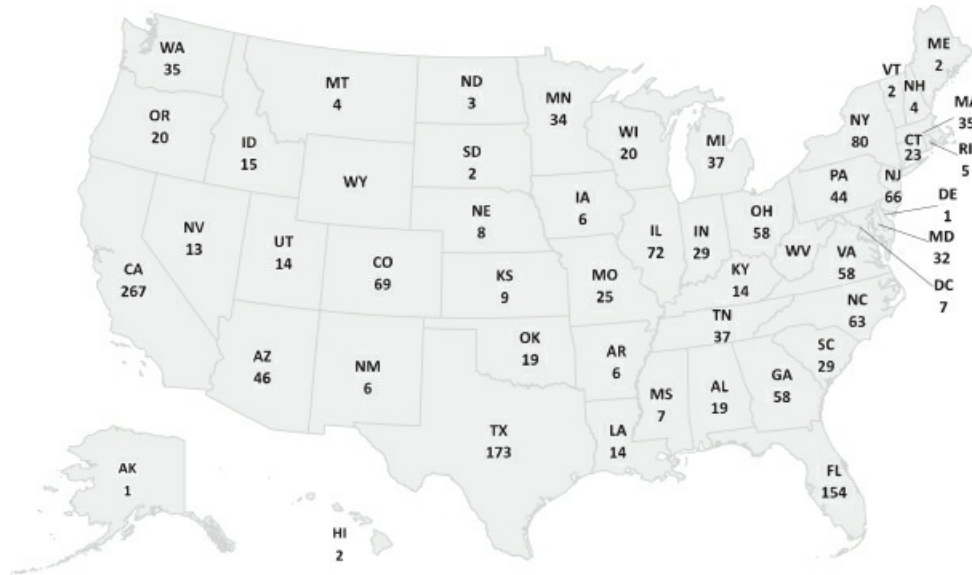 WA
35
OR
20
CA
267
NV
13
ID
15
MT
4
WY
UT
14
AZ
46
CO
69
NM
6
ND
3
SD
2
NE
8
KS
9
OK
19
TX
173
MN
34
IA
6
MO
25
AR
6
LA
14
WI
20
IL
72
MI
37
IN
29
OH
58
KY
14
TN
37
MS
7
AL
19
GA
58
FL
154
SC
29
NC
63
VA
58
WV
PA
44
NY
80
VT
2
NH
4
ME
2
MA
35
RI
5
CT
23
NJ
66
DE
1
MD
32
DC
7
AK
1
HI
2